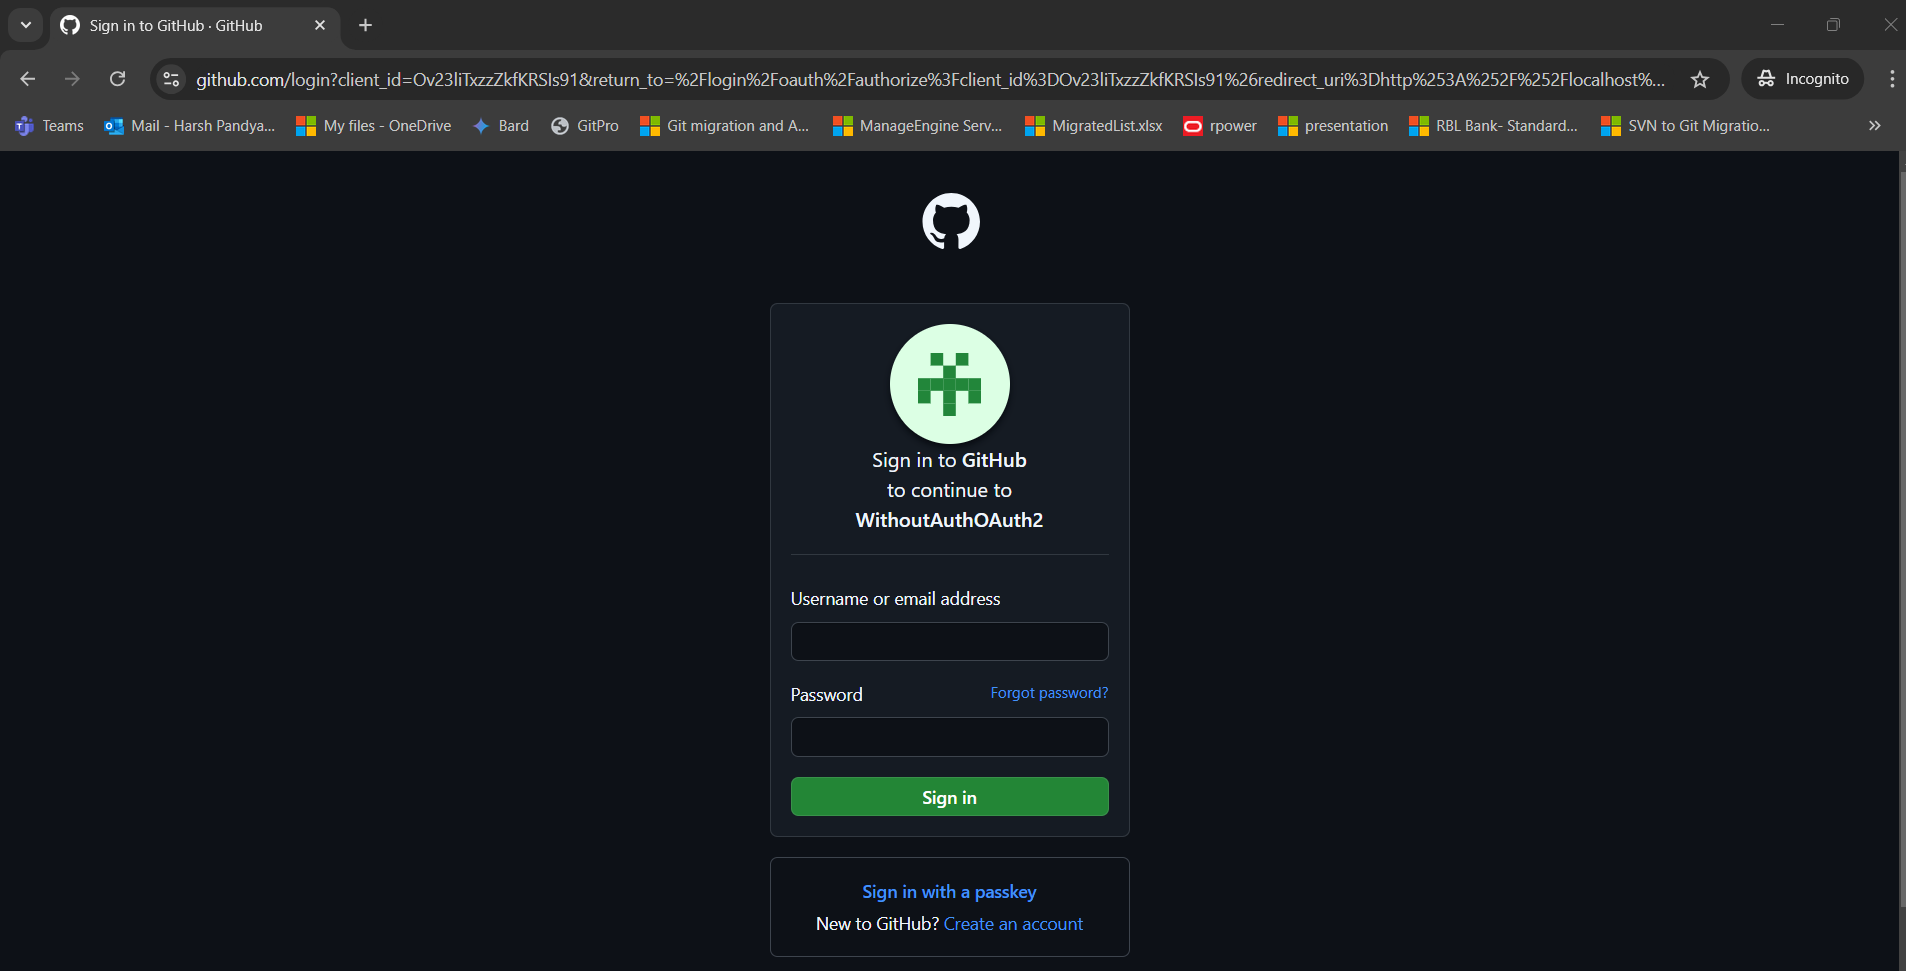 Sign in to GitHub · GitHub
github.com/login?client_id=Ov23liTxzzZkfKRSIs91&return_to=%2Flogin%2Foauth%2Fauthorize%3Fclient_id%3DOv23liTxzzZkfKRSIs91%26redirect_uri%3Dhttp%253A%252F%252Flocalhost%...
Incognito
Teams Mail - Harsh Pandya... My files - OneDrive Bard GitPro Git migration and A... ManageEngine Serv... MigratedList.xlsx rpower presentation RBL Bank- Standard... SVN to Git Migratio...
Sign in to GitHub
to continue to
WithoutAuthOAuth2
Username or email address
Password Forgot password?
Sign in
Sign in with a passkey
New to GitHub? Create an account